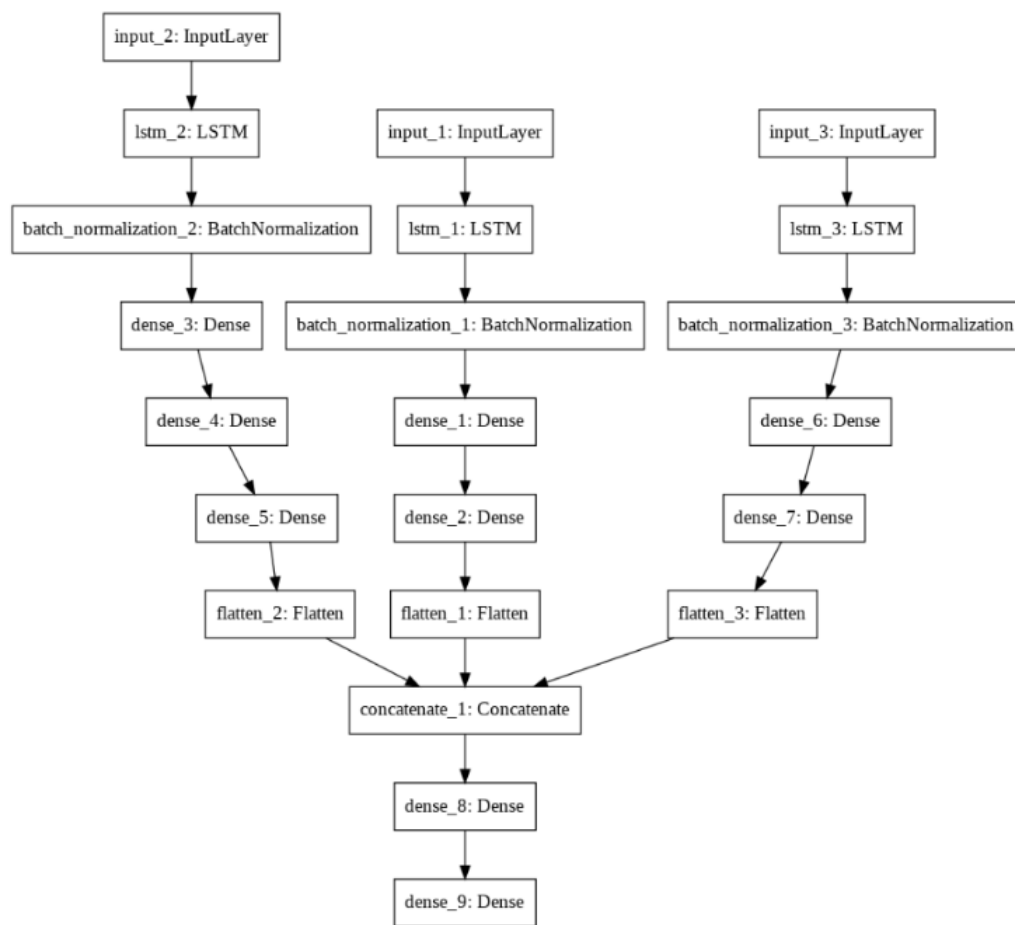 input_2: InputLayer
lstm_2: LSTM
input_1: InputLayer
input_3: InputLayer
batch_normalization_2: BatchNormalization
lstm_1: LSTM
lstm_3: LSTM
dense_3: Dense
batch_normalization_1: BatchNormalization
batch_normalization_3: BatchNormalization
dense_4: Dense
dense_1: Dense
dense_6: Dense
dense_5: Dense
dense_2: Dense
dense_7: Dense
flatten_2: Flatten
flatten_1: Flatten
flatten_3: Flatten
concatenate_1: Concatenate
dense_8: Dense
dense_9: Dense